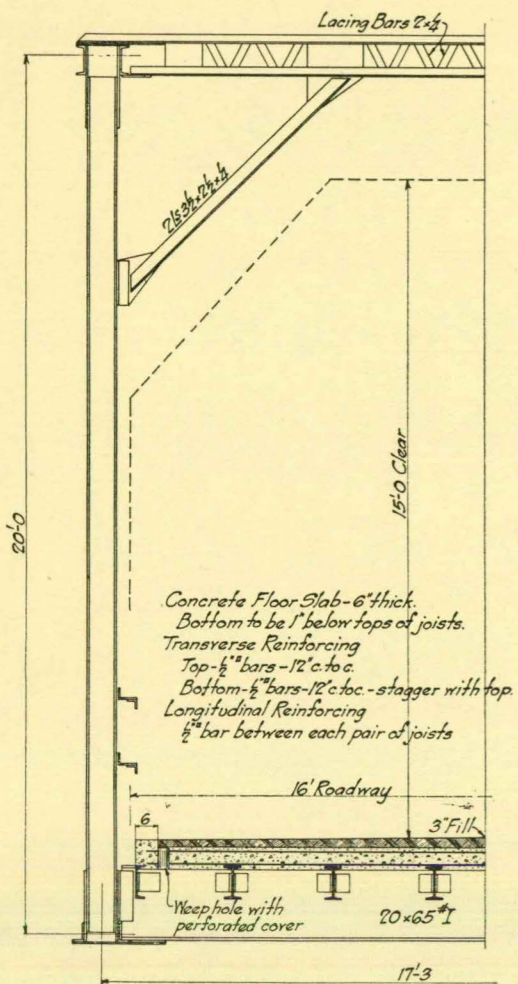 Lacing Bars 2×¼
2 Ls 3½×2½×¼
20'-0
15'-0 Clear
Concrete Floor Slab-6" thick.
Bottom to be 1" below tops of joists.
Transverse Reinforcing
Top-½"⌑ bars-12" c. to c.
Bottom-½"⌑ bars-12" c. to c.-stagger with top.
Longitudinal Reinforcing
½"⌑ bar between each pair of joists
16' Roadway
6
3" Fill
Weep hole with
perforated cover
20×65# I
17'-3